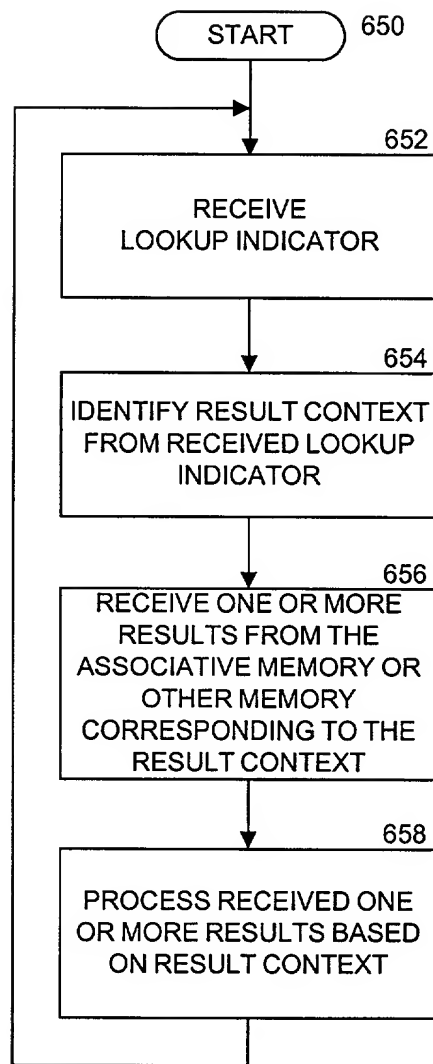 START
650
652
RECEIVE
LOOKUP INDICATOR
654
IDENTIFY RESULT CONTEXT
FROM RECEIVED LOOKUP
INDICATOR
656
RECEIVE ONE OR MORE
RESULTS FROM THE
ASSOCIATIVE MEMORY OR
OTHER MEMORY
CORRESPONDING TO THE
RESULT CONTEXT
658
PROCESS RECEIVED ONE
OR MORE RESULTS BASED
ON RESULT CONTEXT